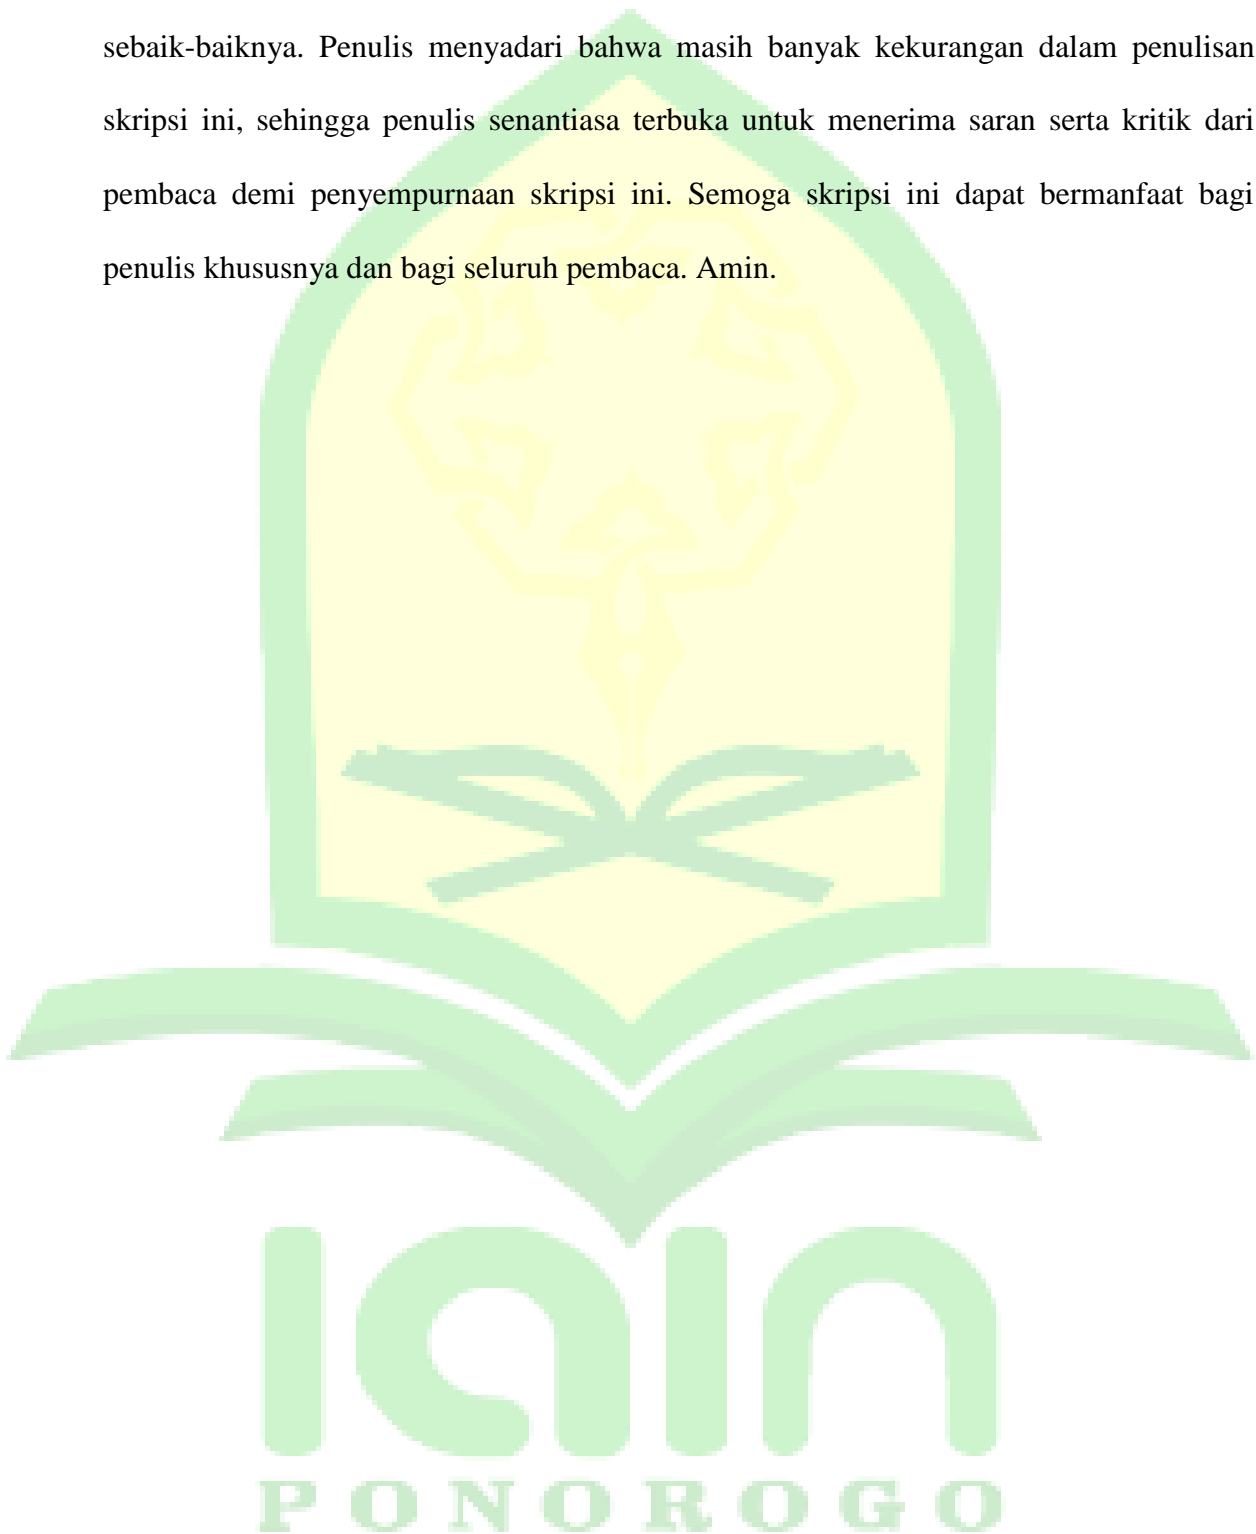 sebaik-baiknya. Penulis menyadari bahwa masih banyak kekurangan dalam penulisan
skripsi ini, sehingga penulis senantiasa terbuka untuk menerima saran serta kritik dari
pembaca demi penyempurnaan skripsi ini. Semoga skripsi ini dapat bermanfaat bagi
penulis khususnya dan bagi seluruh pembaca. Amin.
iain
PONOROGO